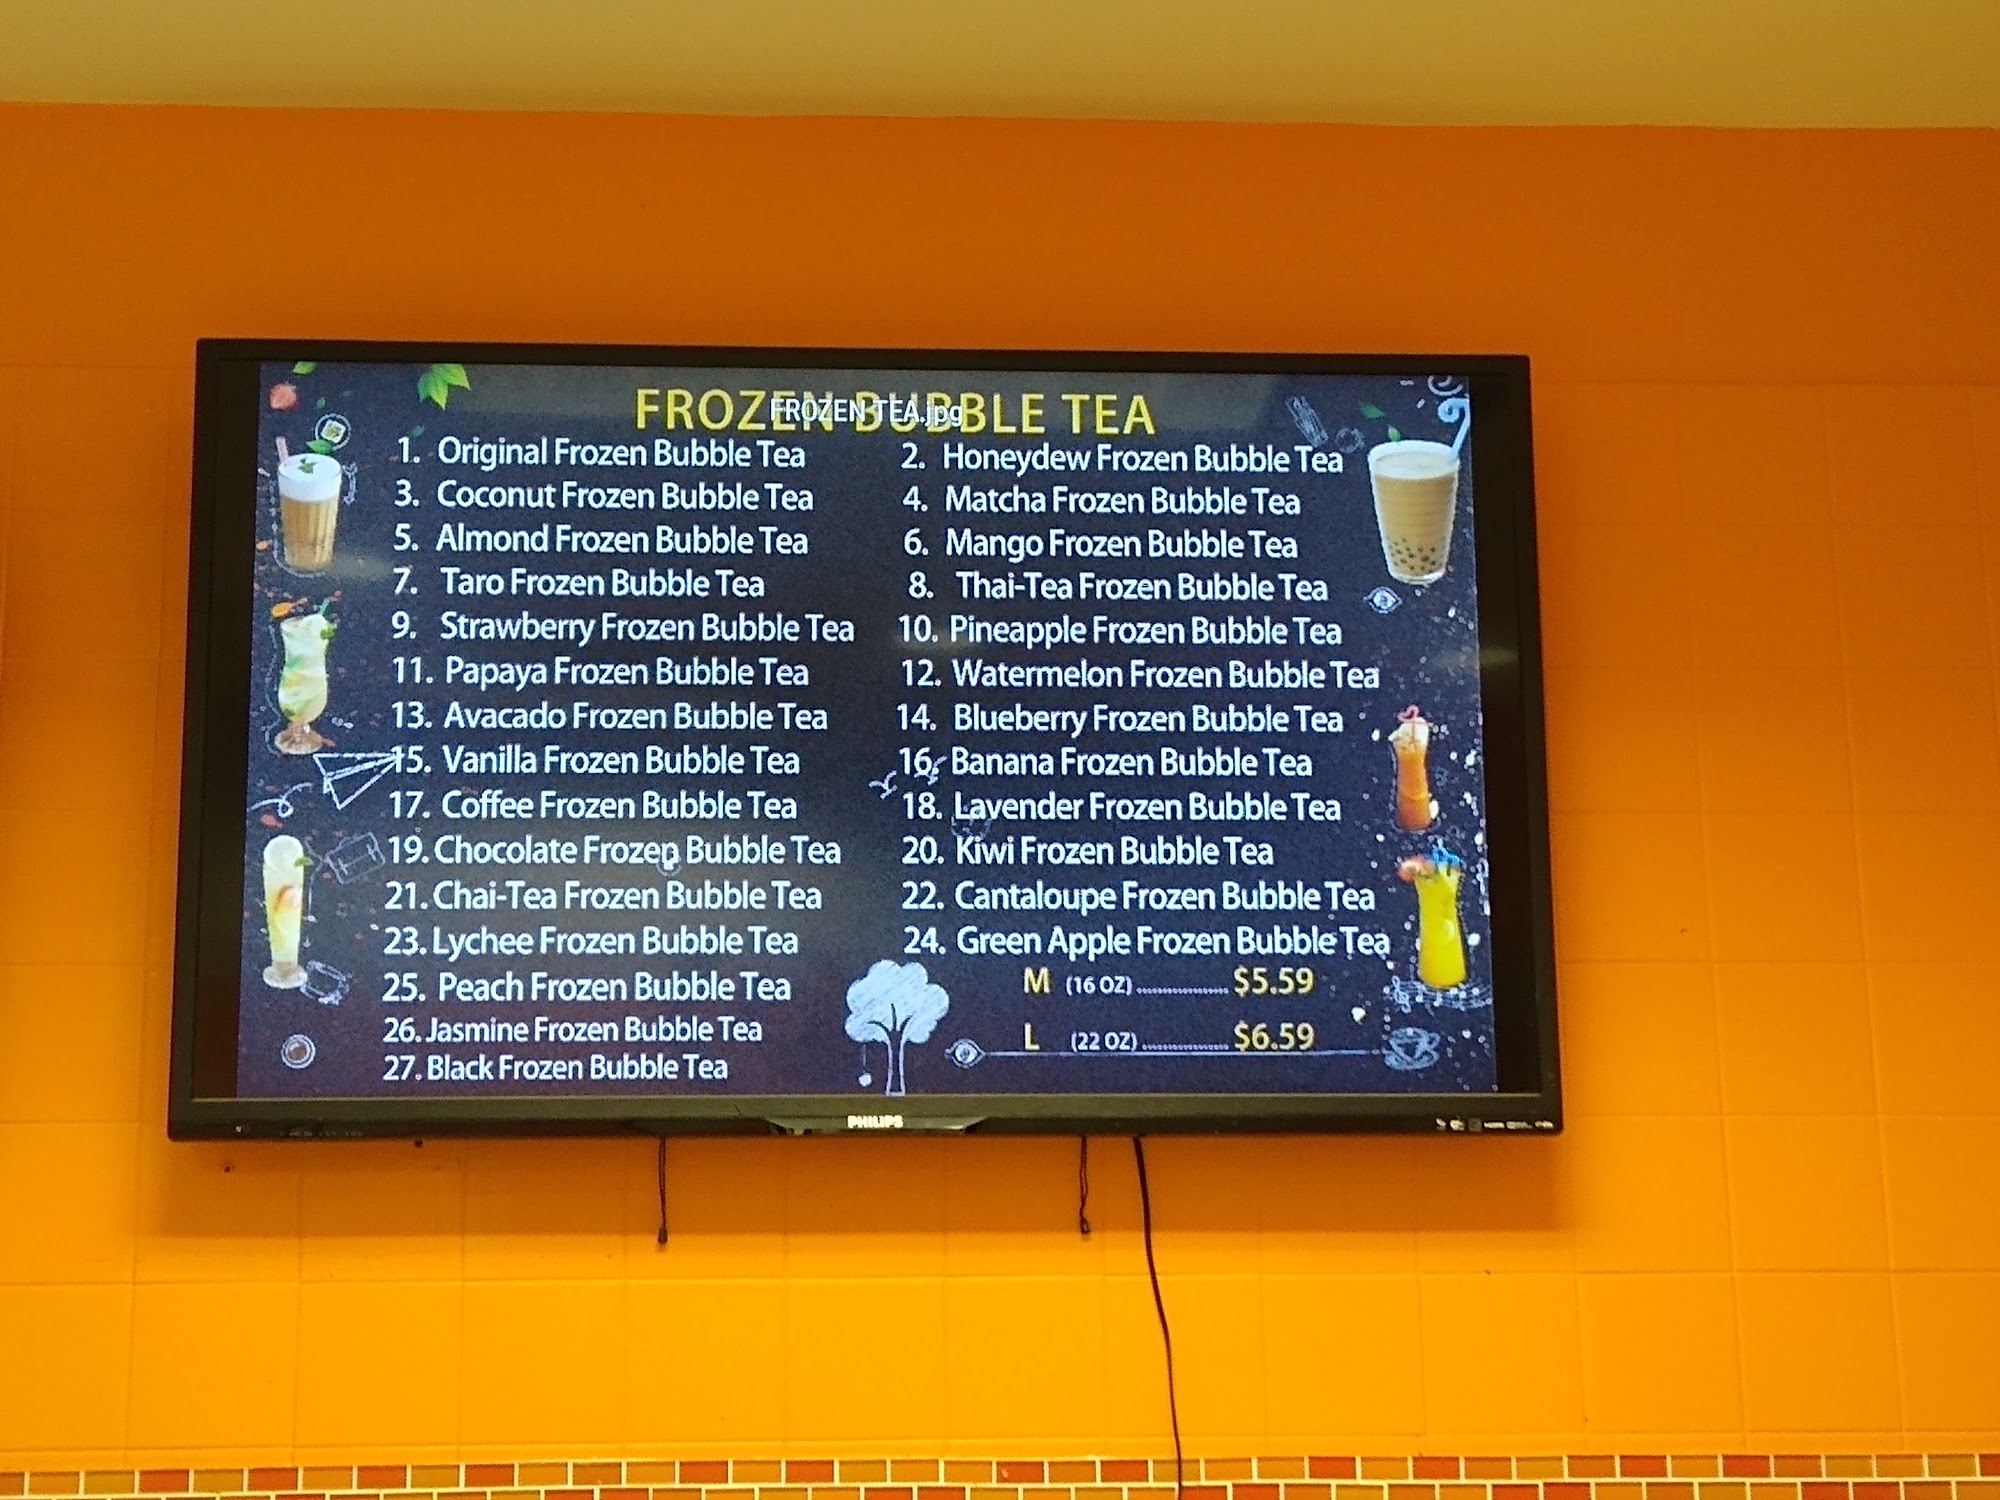 FROZEN BUBBLE TEA
FROZEN TEA.jpg
1. Original Frozen Bubble Tea
2. Honeydew Frozen Bubble Tea
3. Coconut Frozen Bubble Tea
4. Matcha Frozen Bubble Tea
5. Almond Frozen Bubble Tea
6. Mango Frozen Bubble Tea
7. Taro Frozen Bubble Tea
8. Thai-Tea Frozen Bubble Tea
9. Strawberry Frozen Bubble Tea
10. Pineapple Frozen Bubble Tea
11. Papaya Frozen Bubble Tea
12. Watermelon Frozen Bubble Tea
13. Avacado Frozen Bubble Tea
14. Blueberry Frozen Bubble Tea
15. Vanilla Frozen Bubble Tea
16. Banana Frozen Bubble Tea
17. Coffee Frozen Bubble Tea
18. Lavender Frozen Bubble Tea
19. Chocolate Frozen Bubble Tea
20. Kiwi Frozen Bubble Tea
21. Chai-Tea Frozen Bubble Tea
22. Cantaloupe Frozen Bubble Tea
23. Lychee Frozen Bubble Tea
24. Green Apple Frozen Bubble Tea
25. Peach Frozen Bubble Tea
26. Jasmine Frozen Bubble Tea
27. Black Frozen Bubble Tea
M (16 OZ) ........................ $5.59
L (22 OZ) ........................ $6.59
PHILIPS